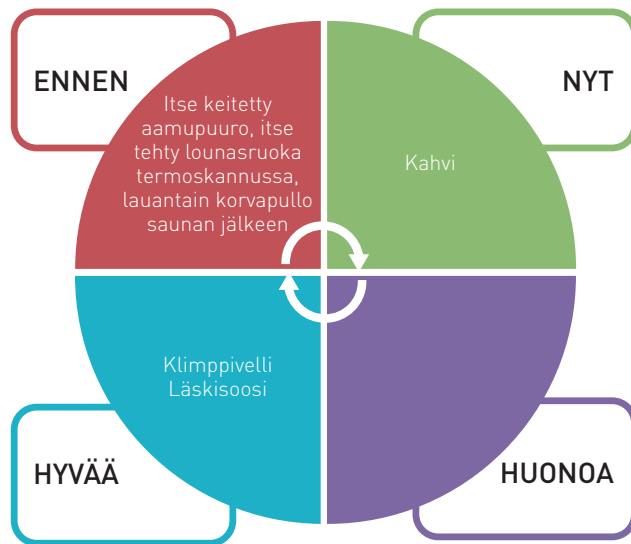 ENNEN
Itse keitetty
aamupuuro, itse
tehty lounasruoka
termoskannussa,
lauantain korvapullo
saunan jälkeen
NYT
Kahvi
Klimppivelli
Läskisoosi
HYVÄÄ
HUONOA